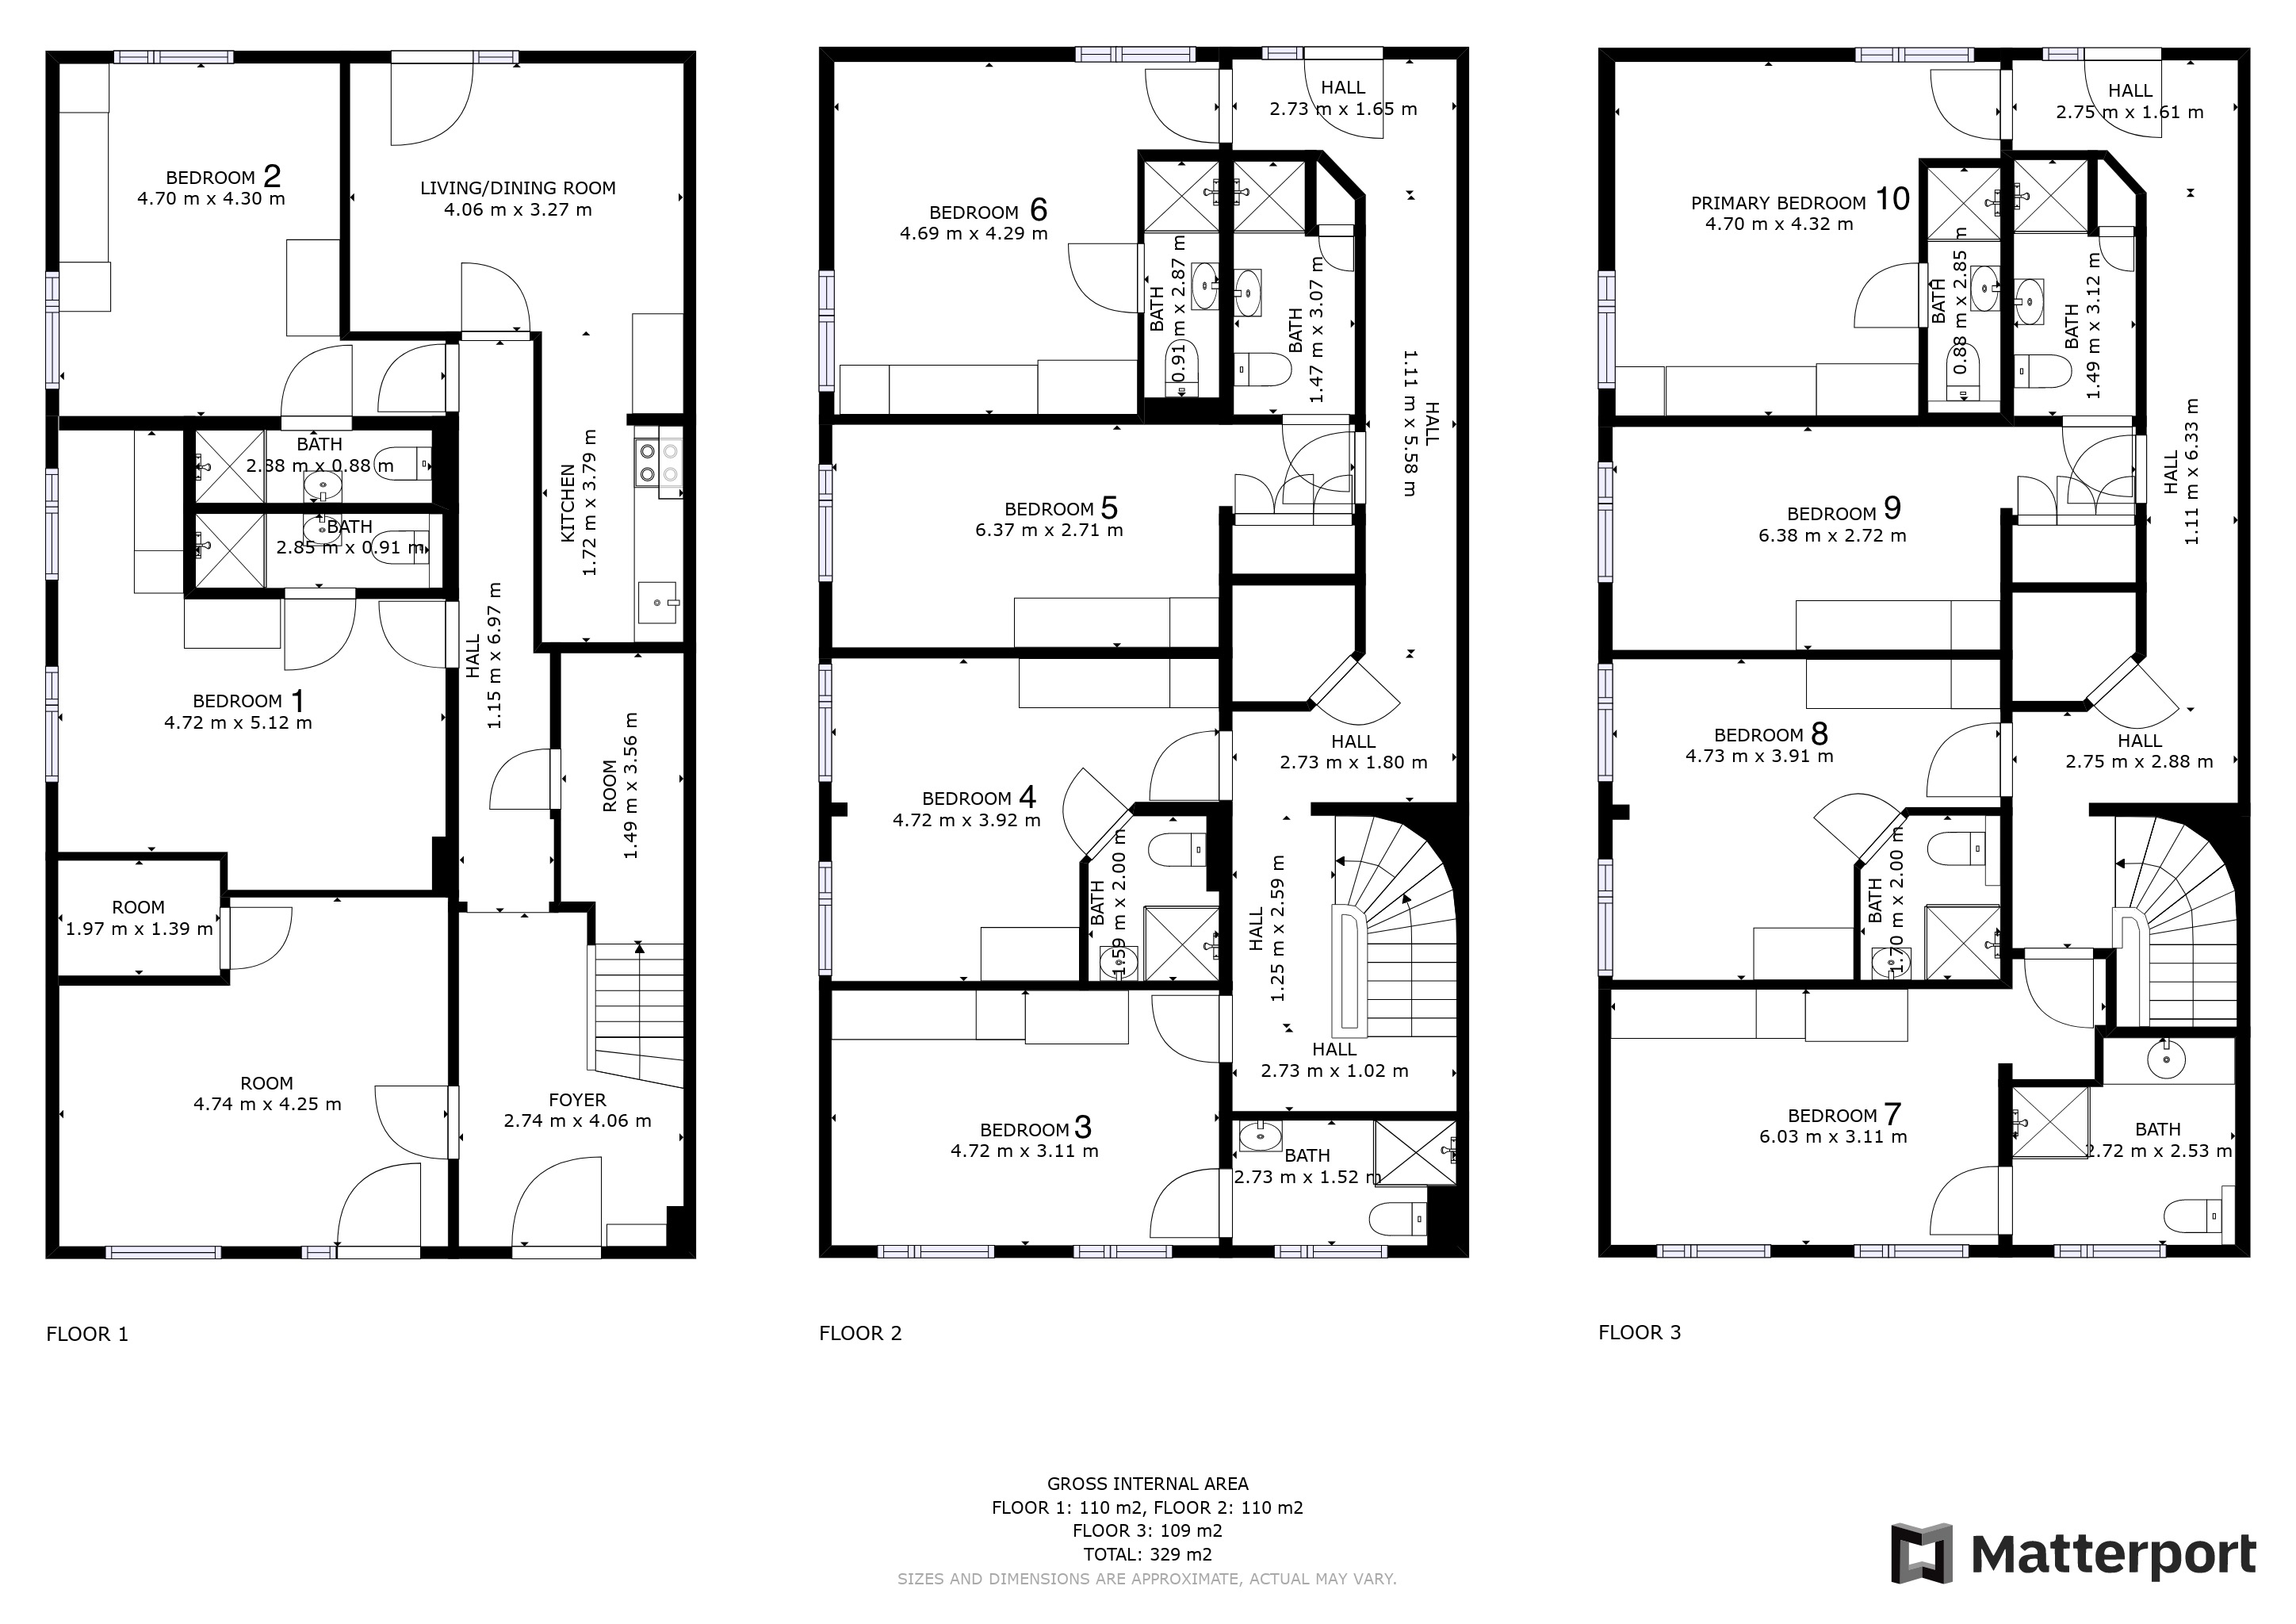 BEDROOM 2
4.70 m x 4.30 m
LIVING/DINING ROOM
4.06 m x 3.27 m
BATH
2.88 m x 0.88 m
BATH
2.85 m x 0.91 m
KITCHEN
1.72 m x 3.79 m
HALL
1.15 m x 6.97 m
BEDROOM 1
4.72 m x 5.12 m
ROOM
1.49 m x 3.56 m
ROOM
1.97 m x 1.39 m
ROOM
4.74 m x 4.25 m
FOYER
2.74 m x 4.06 m
FLOOR 1
HALL
2.73 m x 1.65 m
BEDROOM 6
4.69 m x 4.29 m
BATH
0.91 m x 2.87 m
BATH
1.47 m x 3.07 m
HALL
1.11 m x 5.58 m
BEDROOM 5
6.37 m x 2.71 m
HALL
2.73 m x 1.80 m
BEDROOM 4
4.72 m x 3.92 m
BATH
1.59 m x 2.00 m
HALL
1.25 m x 2.59 m
HALL
2.73 m x 1.02 m
BEDROOM 3
4.72 m x 3.11 m
BATH
2.73 m x 1.52 m
FLOOR 2
HALL
2.75 m x 1.61 m
PRIMARY BEDROOM 10
4.70 m x 4.32 m
BATH
0.88 m x 2.85 m
BATH
1.49 m x 3.12 m
HALL
1.11 m x 6.33 m
BEDROOM 9
6.38 m x 2.72 m
BEDROOM 8
4.73 m x 3.91 m
HALL
2.75 m x 2.88 m
BATH
1.70 m x 2.00 m
BEDROOM 7
6.03 m x 3.11 m
BATH
2.72 m x 2.53 m
FLOOR 3
GROSS INTERNAL AREA
FLOOR 1: 110 m2, FLOOR 2: 110 m2
FLOOR 3: 109 m2
TOTAL: 329 m2
SIZES AND DIMENSIONS ARE APPROXIMATE, ACTUAL MAY VARY.
Matterport